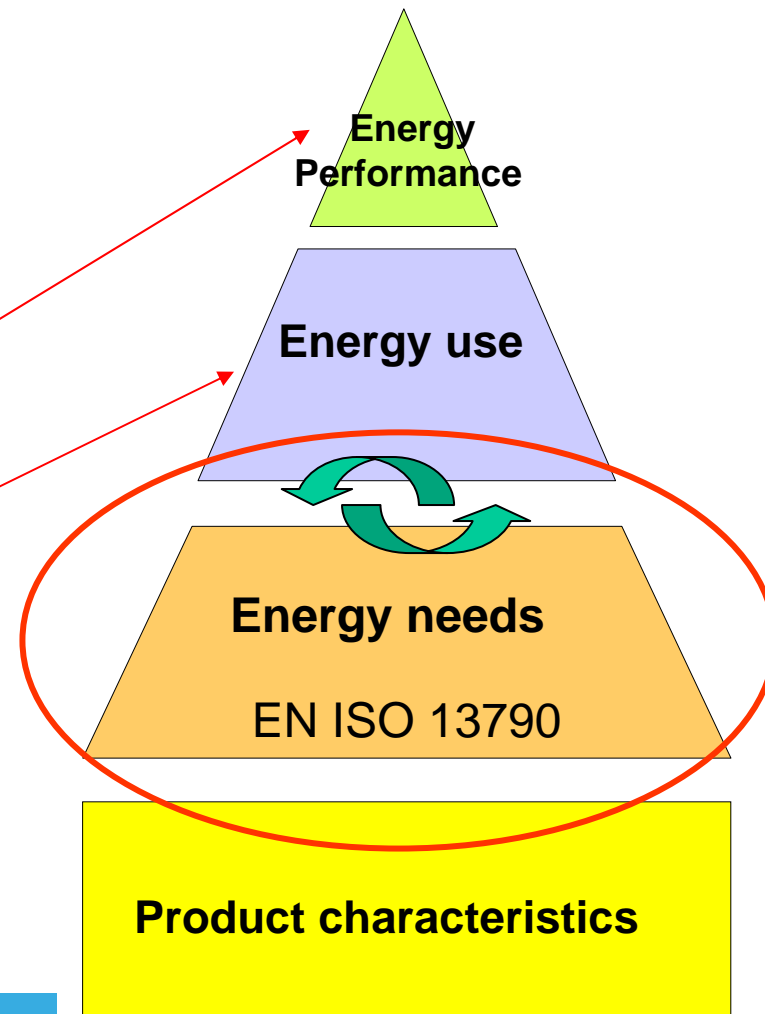 Energy
Performance
Energy use
Energy needs
EN ISO 13790
Product characteristics